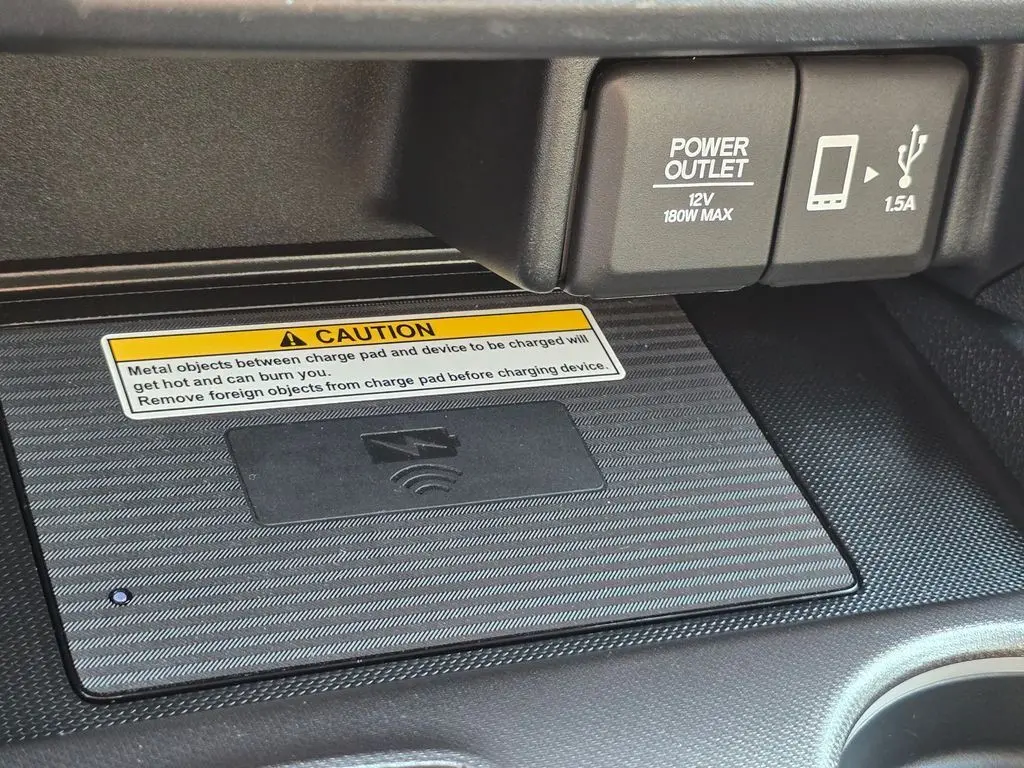 POWER
OUTLET
12V
180W MAX
1.5A
CAUTION
Metal objects between charge pad and device to be charged will
get hot and can burn you.
Remove foreign objects from charge pad before charging device.